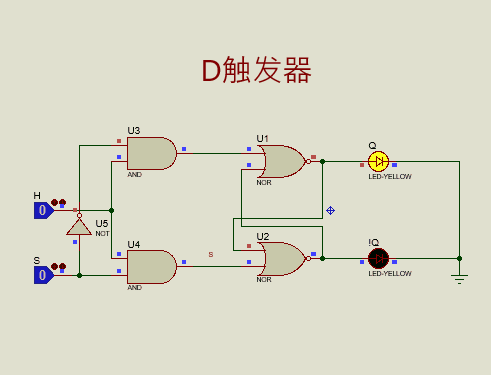 D触发器
U3
AND
U1
NOR
Q
LED-YELLOW
H
0
U5
NOT
S
0
U4
AND
S
U2
NOR
!Q
LED-YELLOW